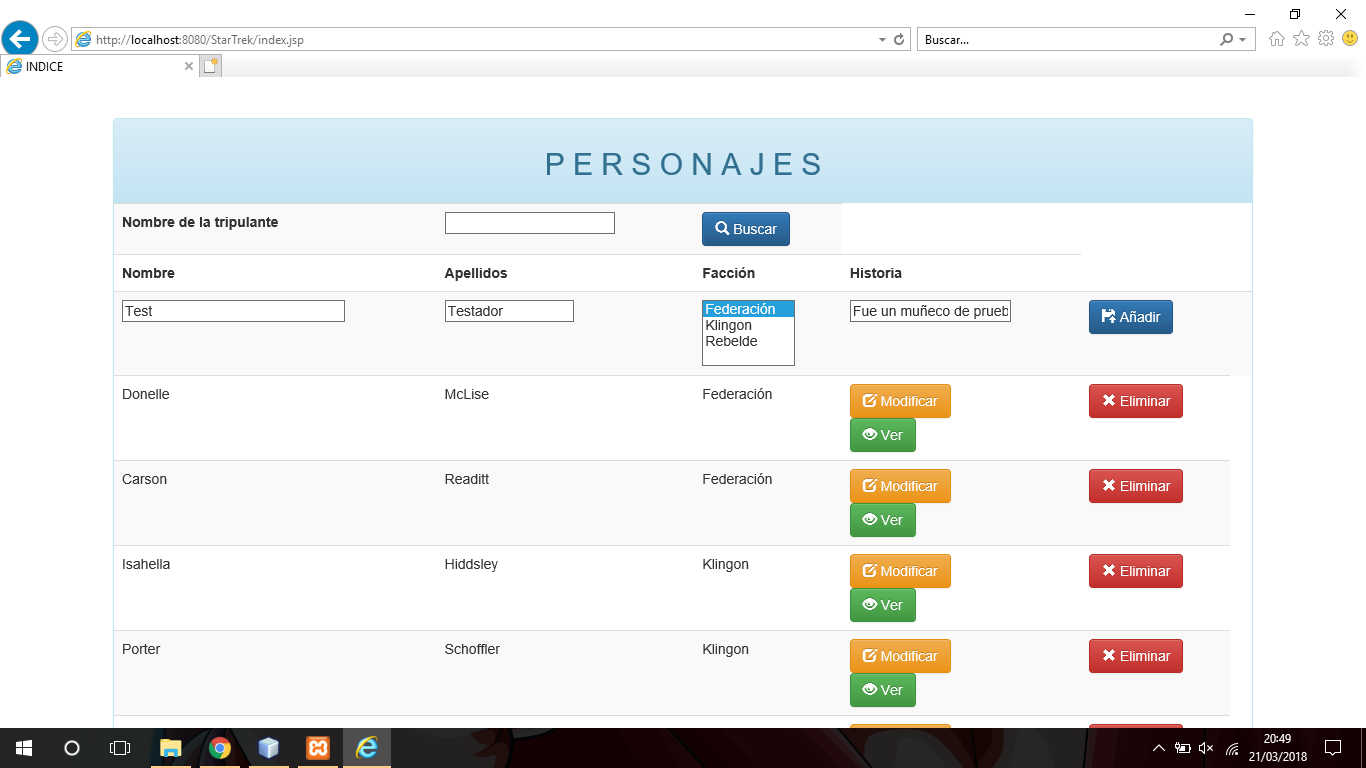 http://localhost:8080/StarTrek/index.jsp
Buscar...
INDICE
PERSONAJES
Nombre de la tripulante
Buscar
Nombre Apellidos Facción Historia
Test Testador Federación Fue un muñeco de prueb Añadir
Klingon
Rebelde
Donelle McLise Federación Modificar Eliminar
Ver
Carson Readitt Federación Modificar Eliminar
Ver
Isahella Hiddsley Klingon Modificar Eliminar
Ver
Porter Schoffler Klingon Modificar Eliminar
Ver
20:49
21/03/2018